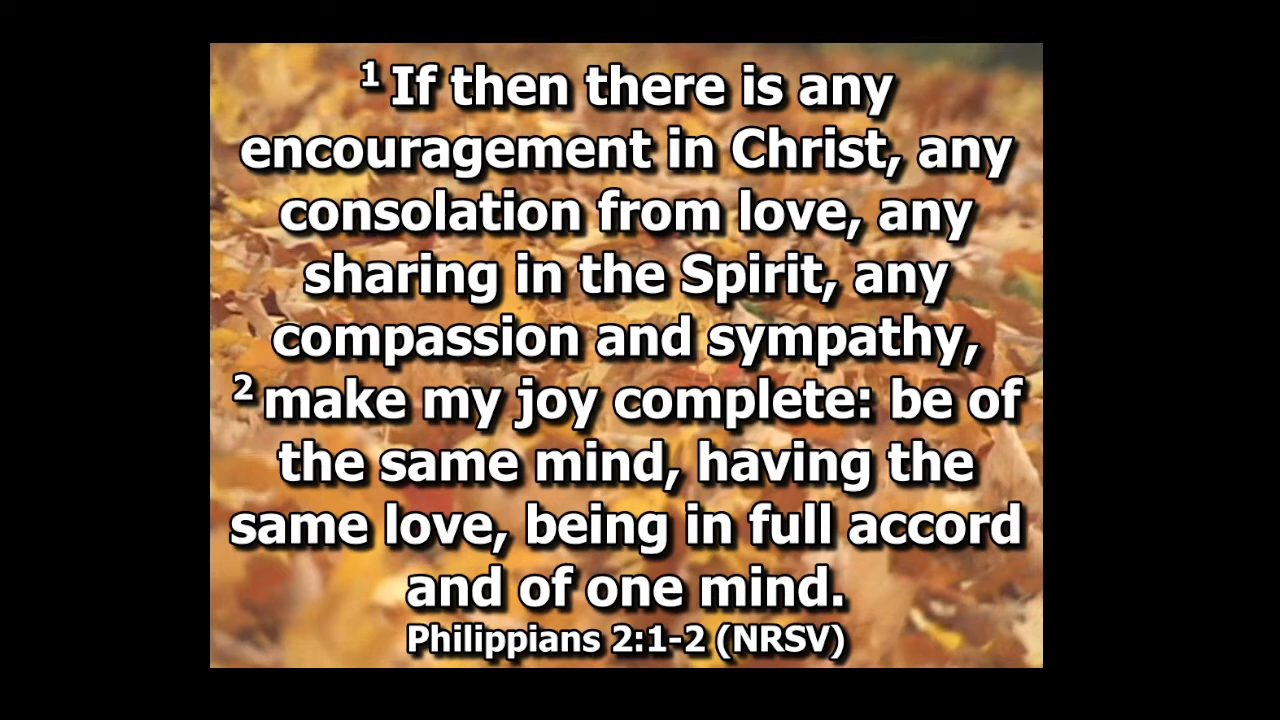 1 If then there is any
encouragement in Christ, any
consolation from love, any
sharing in the Spirit, any
compassion and sympathy,
2 make my joy complete: be of
the same mind, having the
same love, being in full accord
and of one mind.
Philippians 2:1-2 (NRSV)